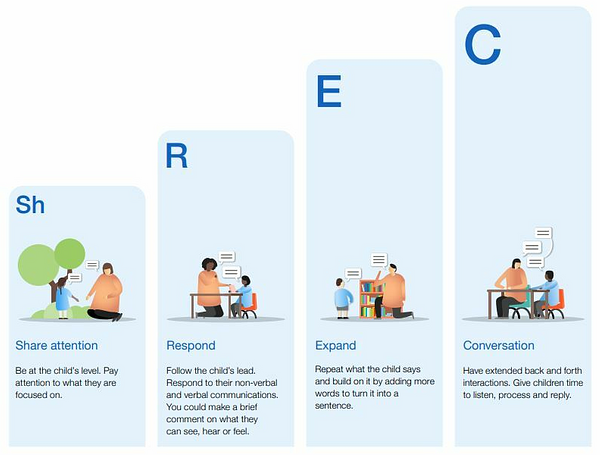 Sh
Share attention
Be at the child's level. Pay
attention to what they are
focused on.
R
Respond
Follow the child's lead.
Respond to their non-verbal
and verbal communications.
You could make a brief
comment on what they
can see, hear or feel.
E
Expand
Repeat what the child says
and build on it by adding more
words to turn it into a
sentence.
C
Conversation
Have extended back and forth
interactions. Give children time
to listen, process and reply.